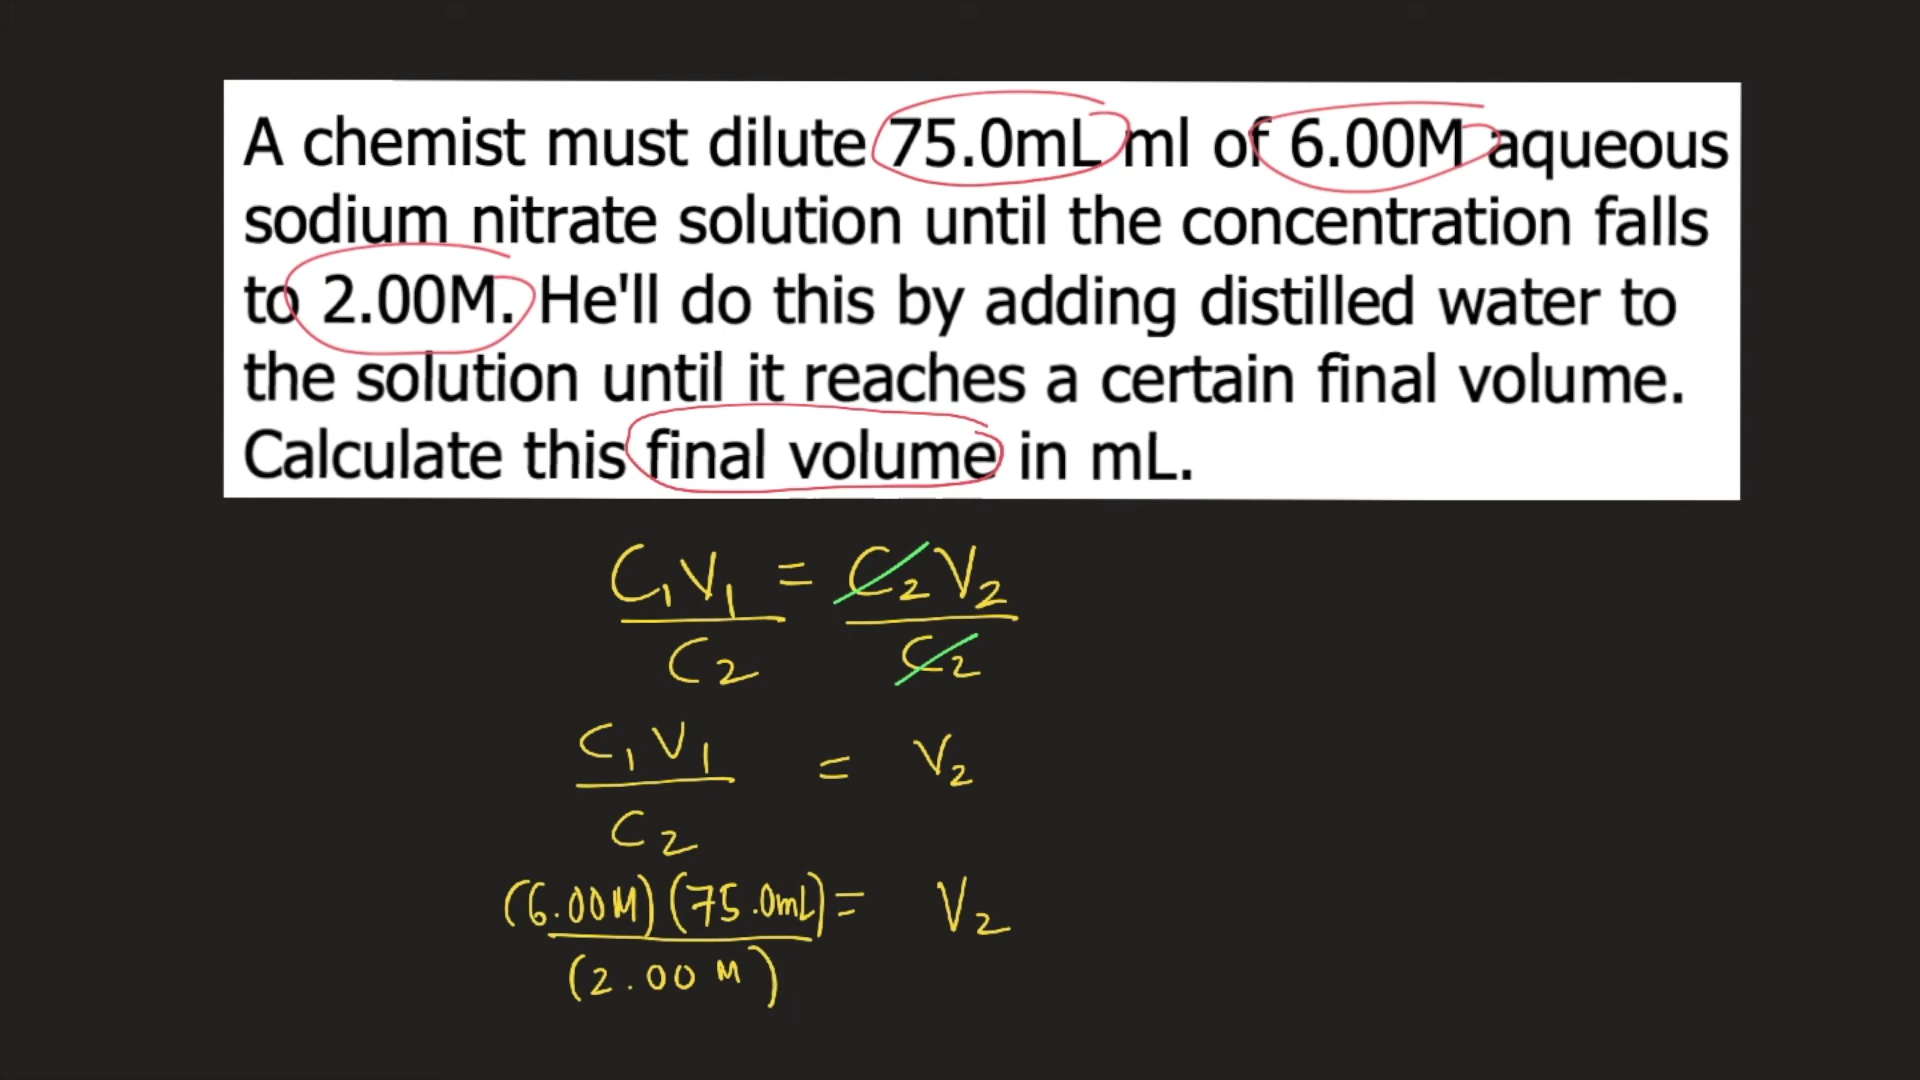 A chemist must dilute 75.0mL ml of 6.00M aqueous
sodium nitrate solution until the concentration falls
to 2.00M. He'll do this by adding distilled water to
the solution until it reaches a certain final volume.
Calculate this final volume in mL.
C₁V₁ = C₂V₂
C₂ C₂
C₁V₁ = V₂
C₂
(6.00M)(75.0mL) = V₂
(2.00M)